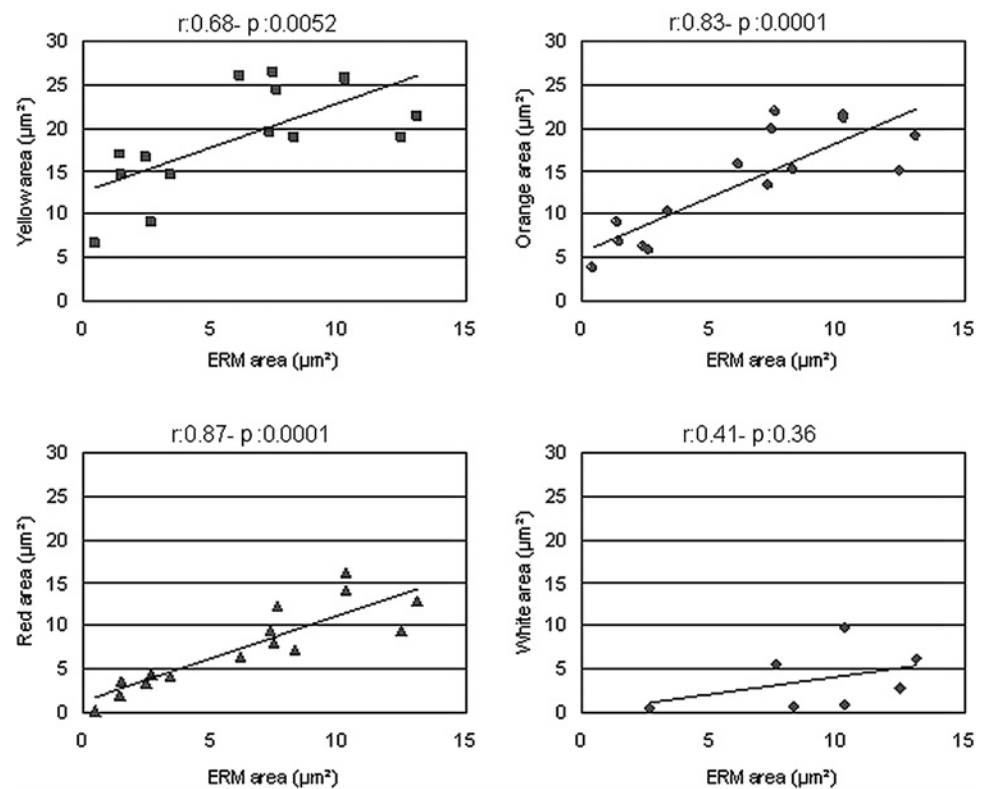 r:0.68- p:0.0052
30
25
20
15
10
5
0
Yellow area (µm²)
0 5 10 15
ERM area (µm²)
r:0.83- p:0.0001
30
25
20
15
10
5
0
Orange area (µm²)
0 5 10 15
ERM area (µm²)
r:0.87- p:0.0001
30
25
20
15
10
5
0
Red area (µm²)
0 5 10 15
ERM area (µm²)
r:0.41- p:0.36
30
25
20
15
10
5
0
White area (µm²)
0 5 10 15
ERM area (µm²)